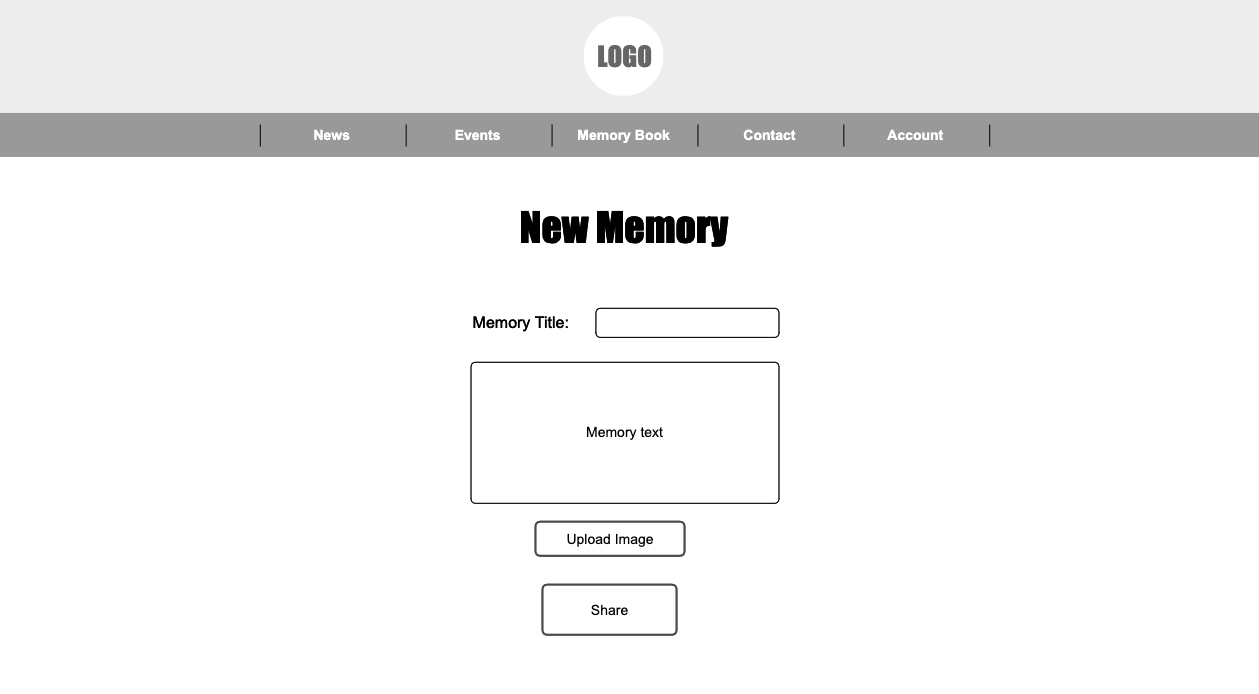 LOGO
News Events Memory Book Contact Account
New Memory
Memory Title:
Memory text
Upload Image
Share